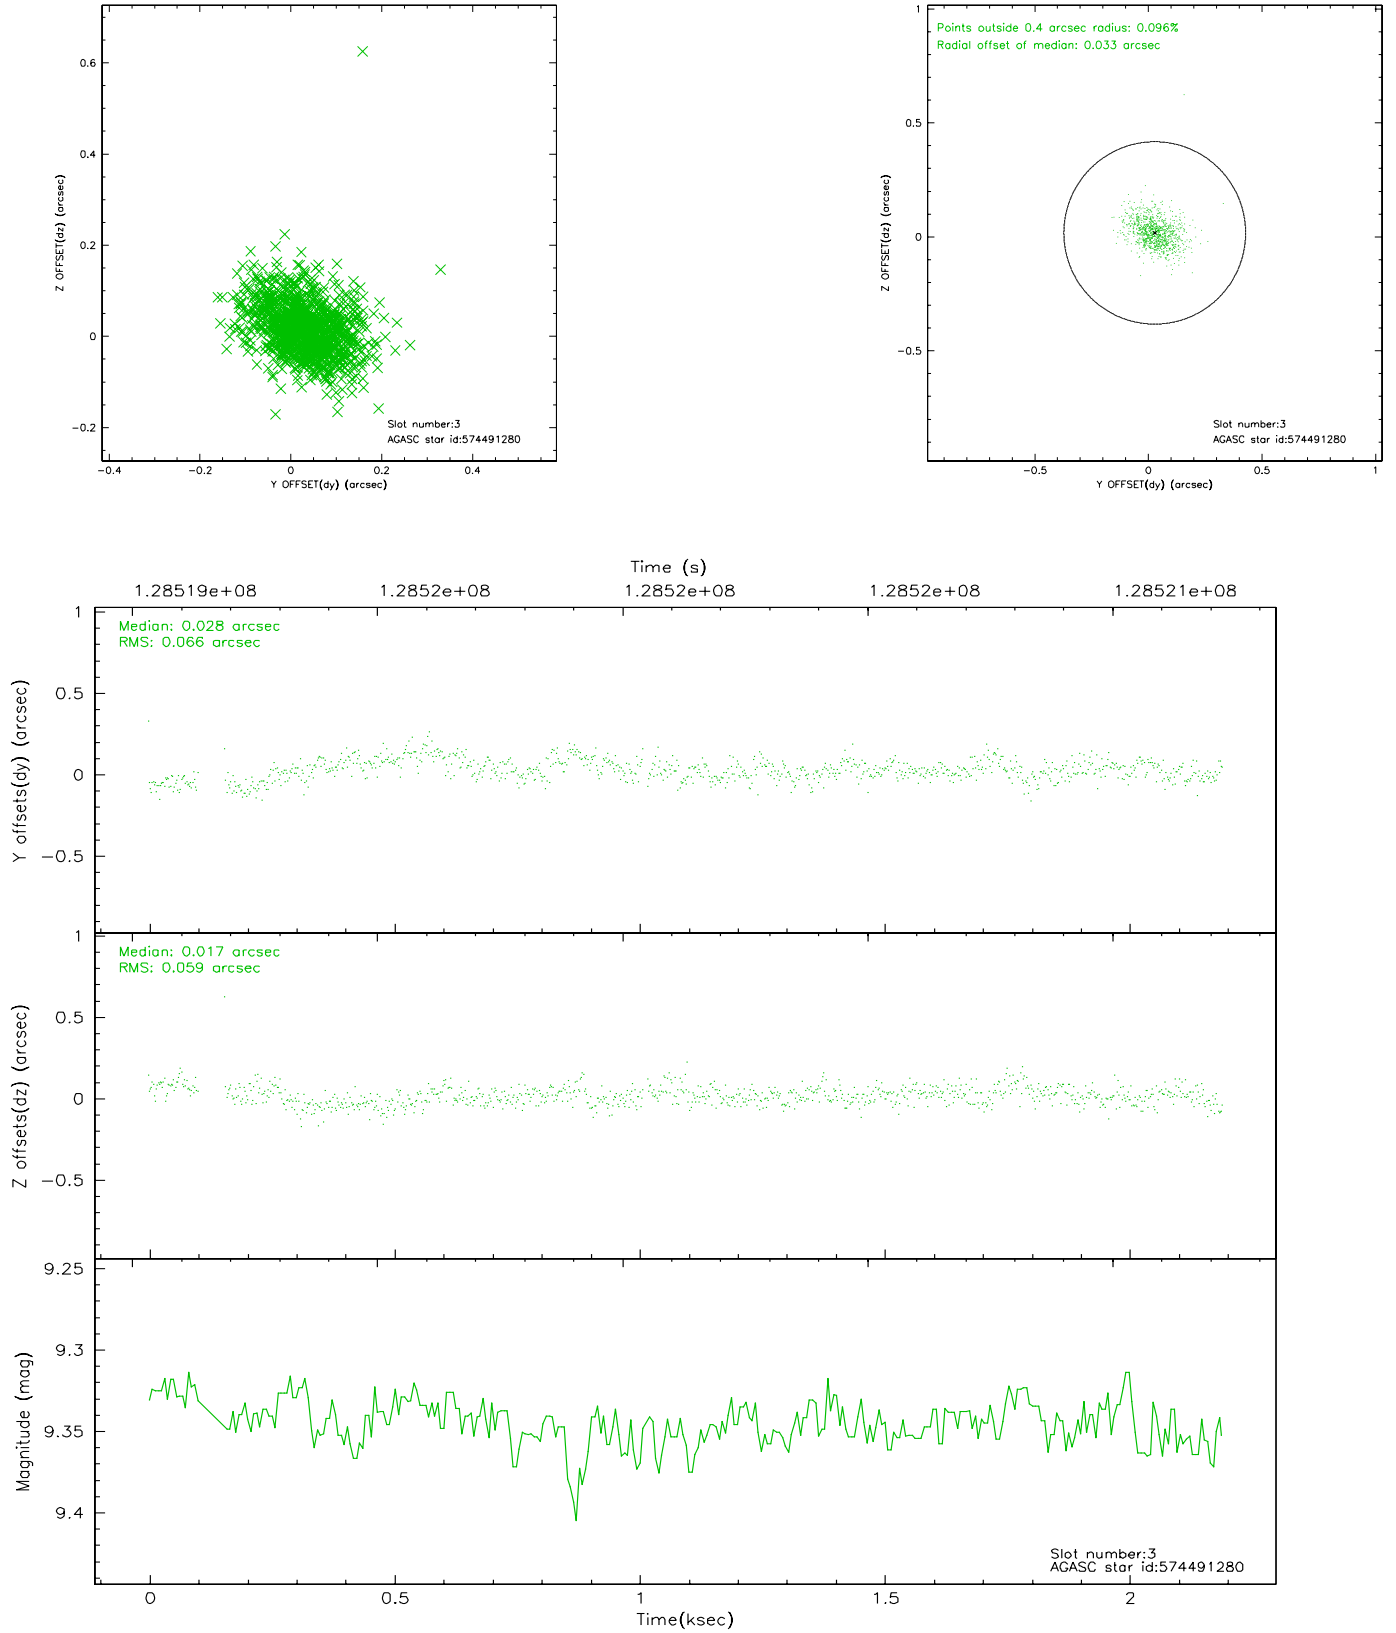 0.6
0.4
0.2
0
−0.2
Z OFFSET(dz) (arcsec)
−0.4 −0.2 0 0.2 0.4
Y OFFSET(dy) (arcsec)
Slot number:3
AGASC star id:574491280
Points outside 0.4 arcsec radius: 0.096%
Radial offset of median: 0.033 arcsec
1
0.5
0
−0.5
Z OFFSET(dz) (arcsec)
−0.5 0 0.5 1
Y OFFSET(dy) (arcsec)
Slot number:3
AGASC star id:574491280
Time (s)
1.28519e+08 1.2852e+08 1.2852e+08 1.2852e+08 1.28521e+08
Median: 0.028 arcsec
RMS: 0.066 arcsec
1
0.5
0
−0.5
Y offsets(dy) (arcsec)
Median: 0.017 arcsec
RMS: 0.059 arcsec
1
0.5
0
−0.5
Z offsets(dz) (arcsec)
9.25
9.3
9.35
9.4
Magnitude (mag)
Slot number:3
AGASC star id:574491280
0 0.5 1 1.5 2
Time(ksec)